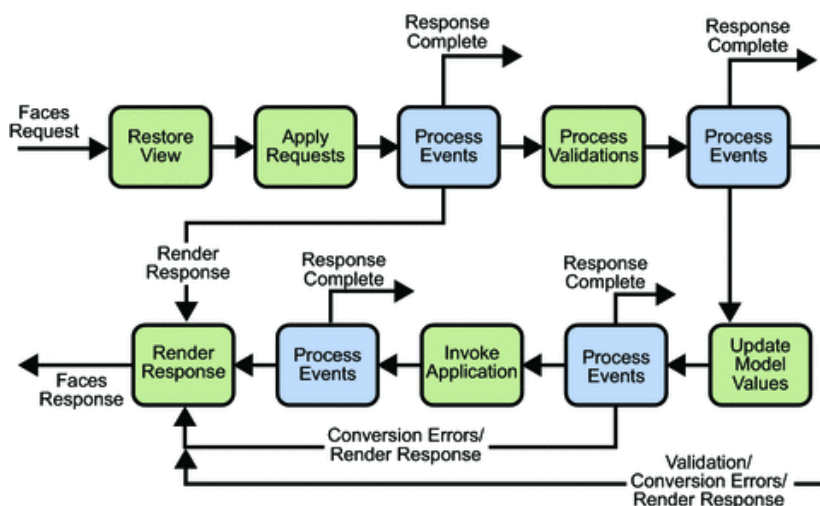 Response
Complete
Response
Complete
Faces
Request
Restore
View
Apply
Requests
Process
Events
Process
Validations
Process
Events
Render
Response
Response
Complete
Response
Complete
Render
Response
Process
Events
Invoke
Application
Process
Events
Update
Model
Values
Faces
Response
Conversion Errors/
Render Response
Validation/
Conversion Errors/
Render Response